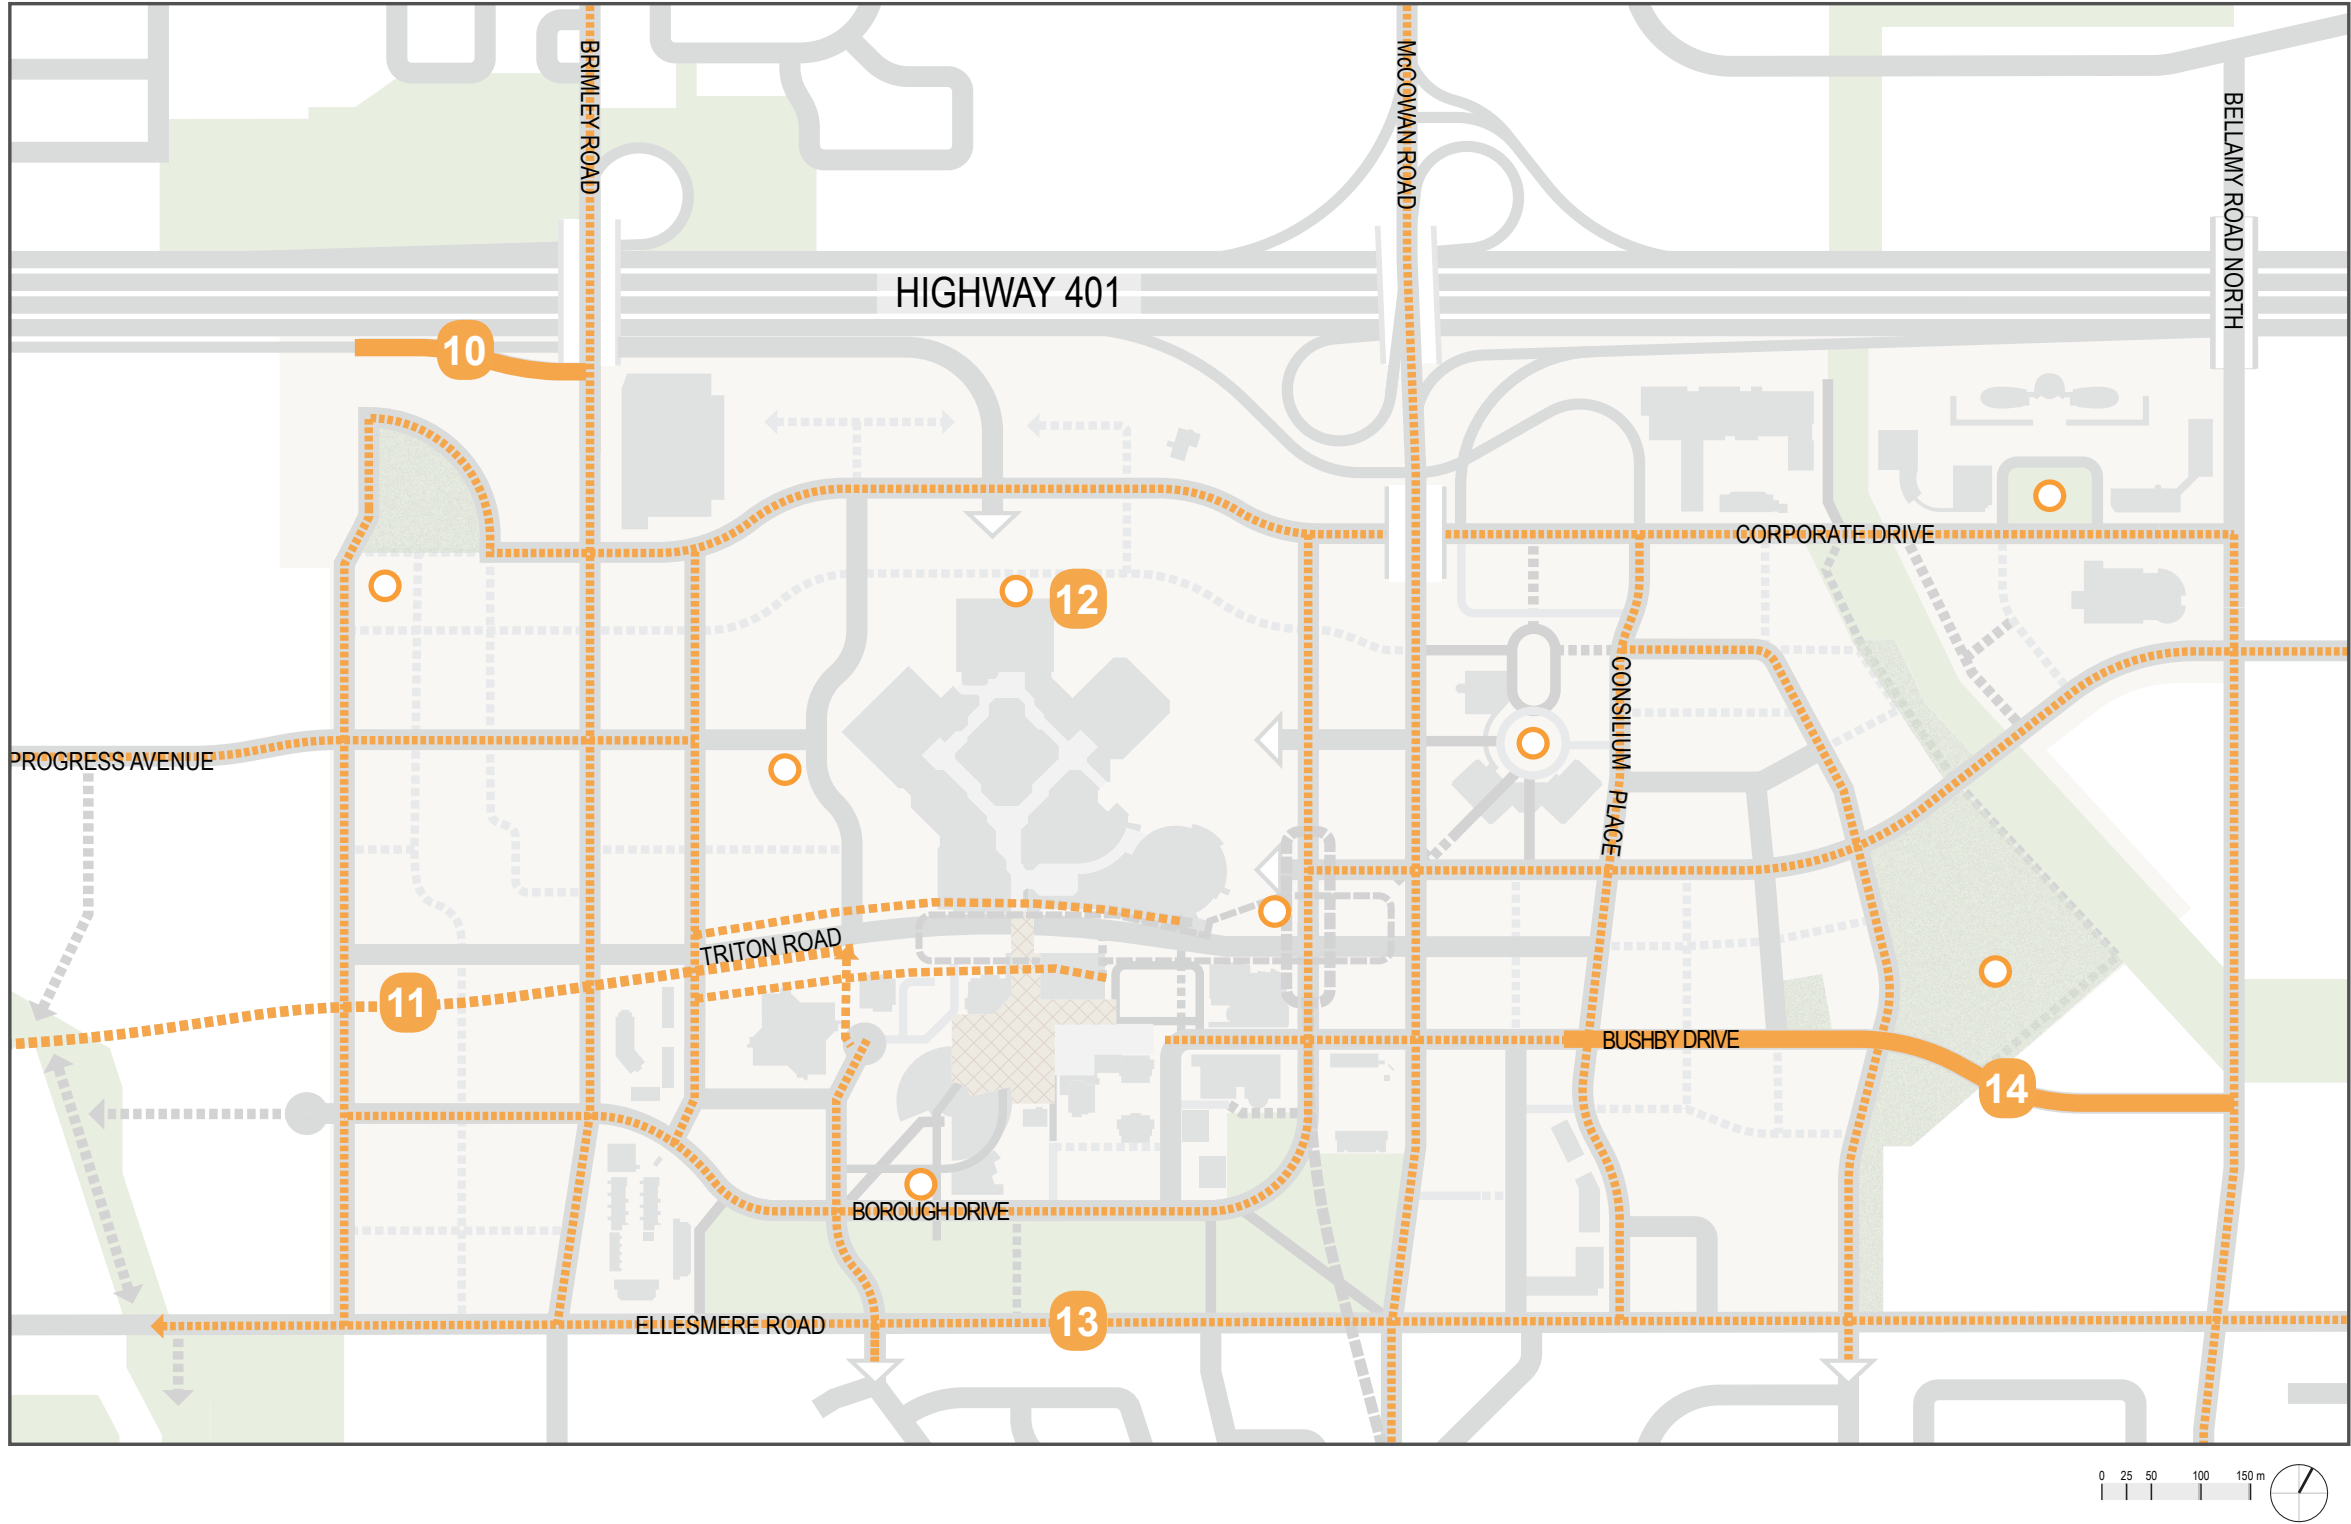 BRIMLEY ROAD
McCOWAN ROAD
BELLAMY ROAD NORTH
HIGHWAY 401
10
CORPORATE DRIVE
12
CONSILIUM PLACE
PROGRESS AVENUE
TRITON ROAD
11
BUSHBY DRIVE
14
BOROUGH DRIVE
ELLESMERE ROAD
13
0 25 50 100 150 m